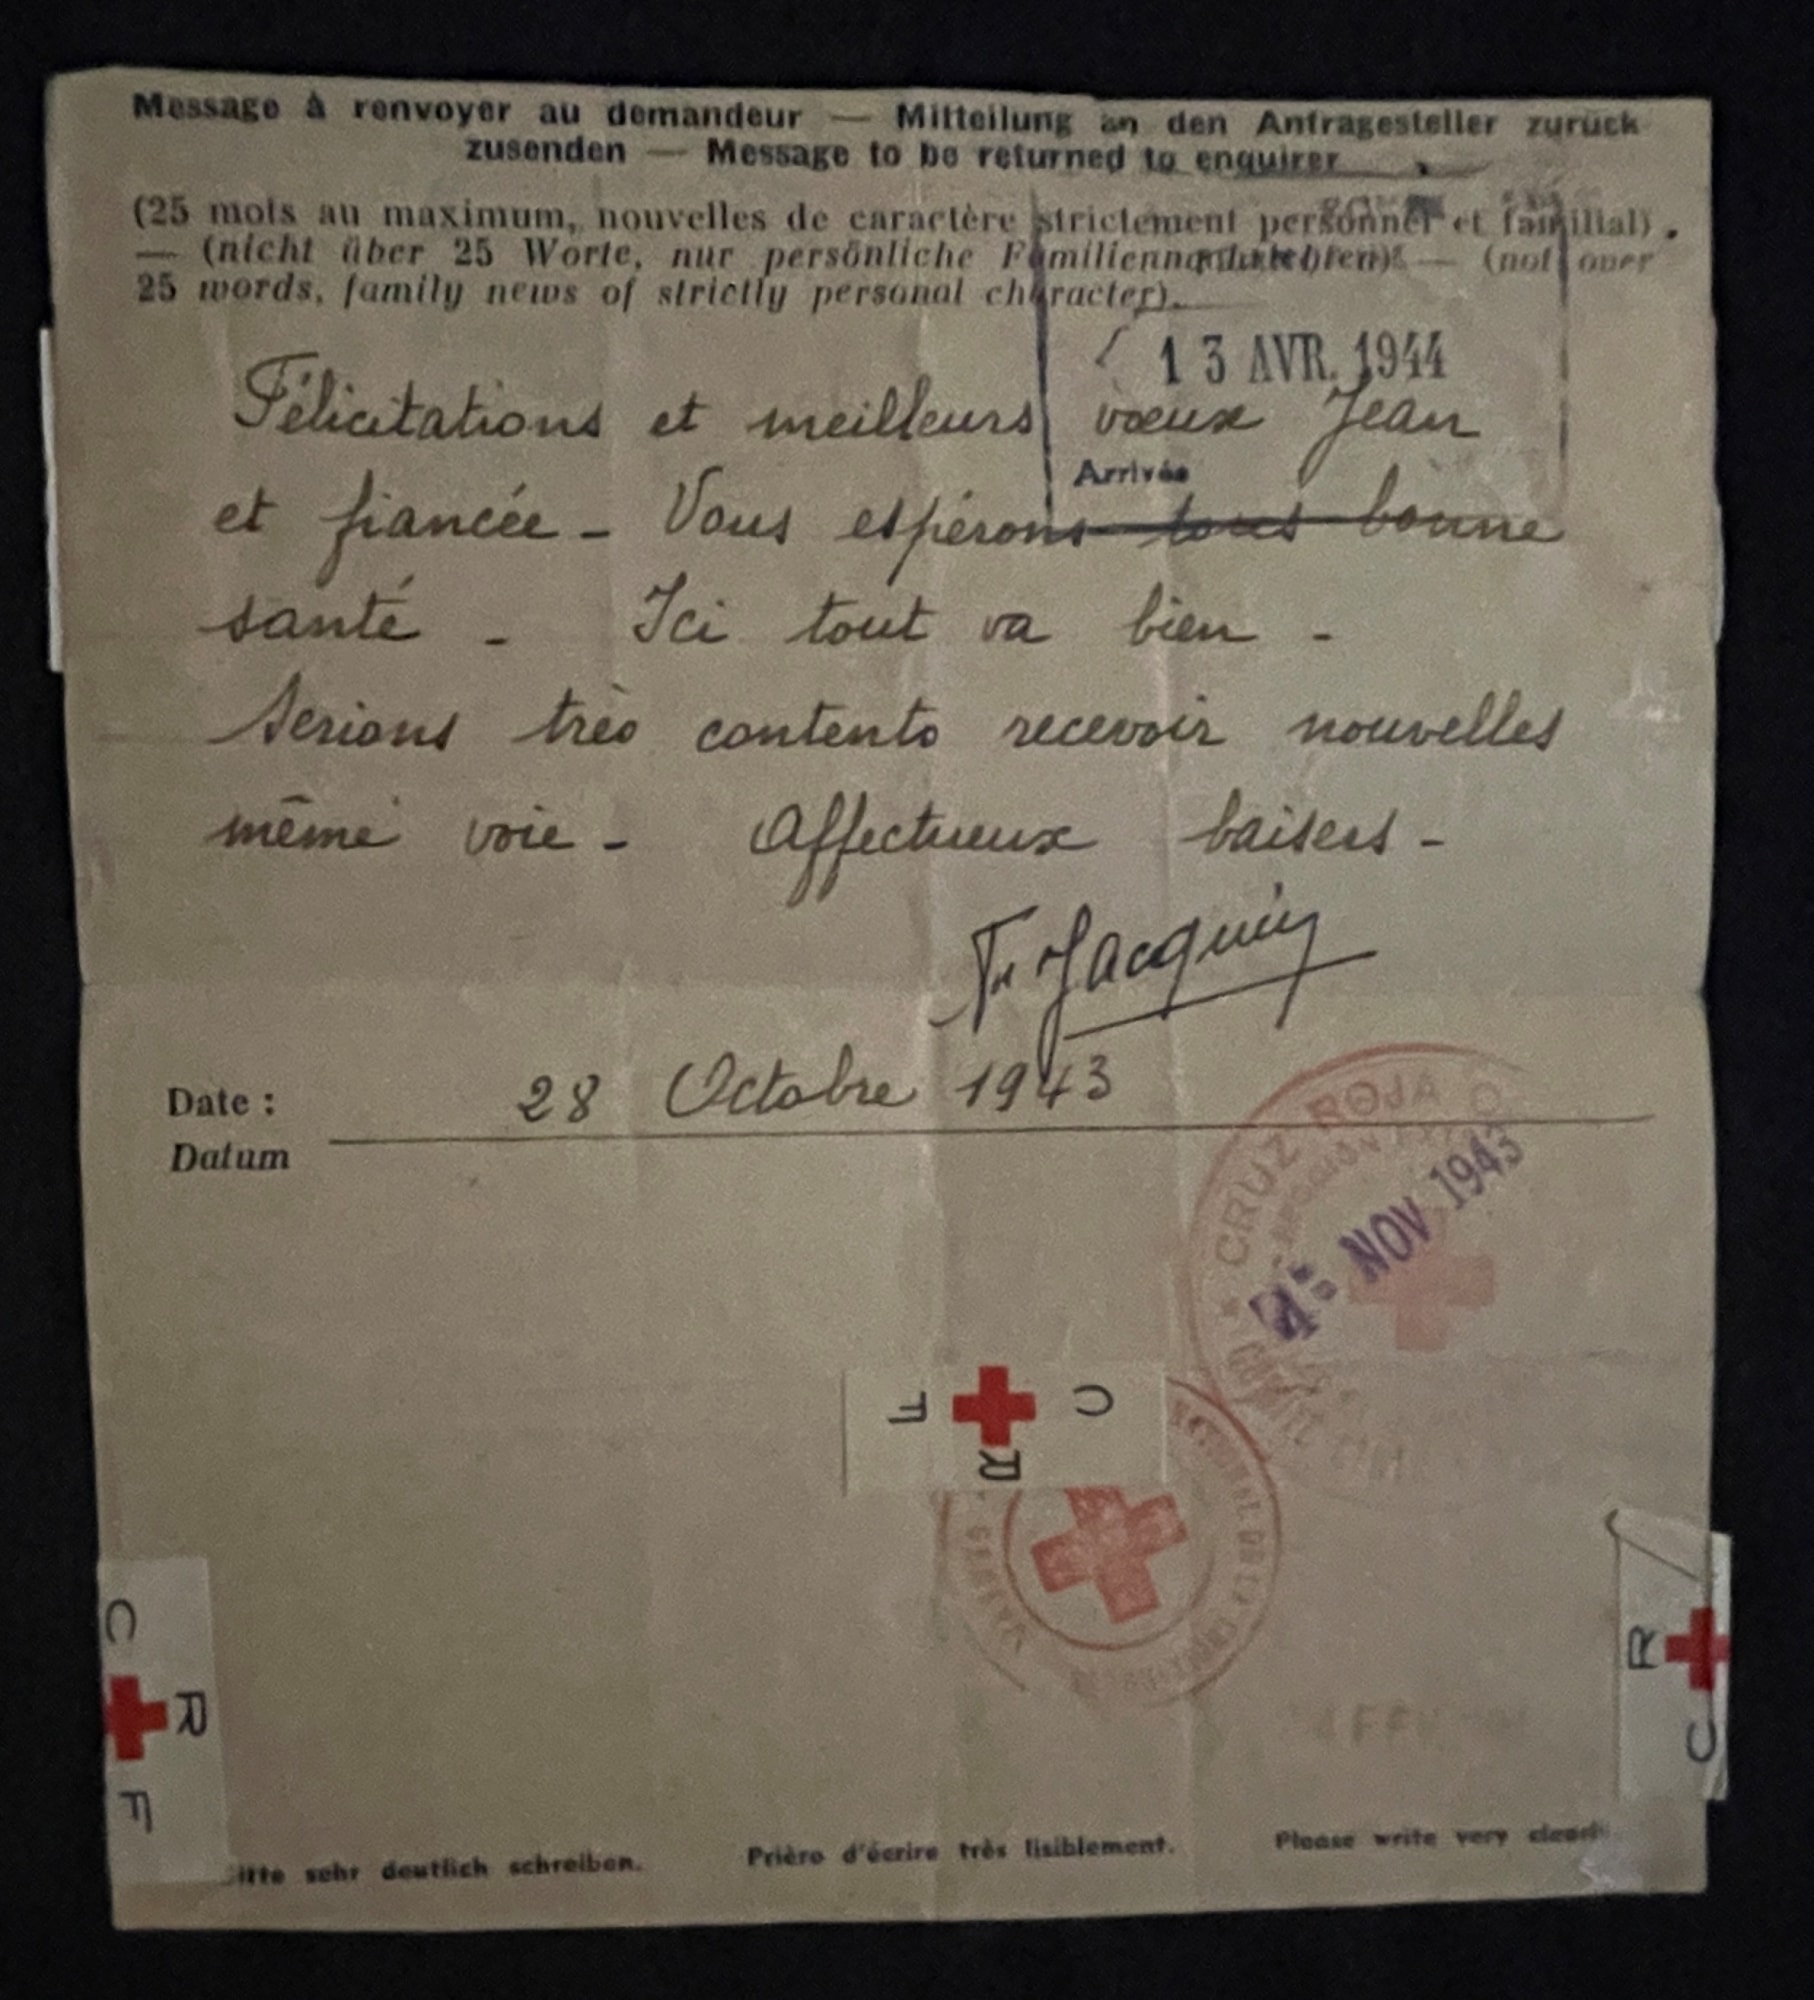 Message à renvoyer au demandeur — Mitteilung an den Anfragesteller zurück
zusenden — Message to be returned to enquirer
(25 mots au maximum, nouvelles de caractère strictement personnel et familial).
— (nicht über 25 Worte, nur persönliche Familiennachrichten) — (not over
25 words, family news of strictly personal character).
13 AVR. 1944
Félicitations et meilleurs vœux Jean
Arrivée
et fiancée - Vous espérons tous bonne
santé - Ici tout va bien -
Serions très contents recevoir nouvelles
même voie - Affectueux baisers -
Fr Jacquin
Date : 28 Octobre 1943
Datum
CRUZ ROJA
NOV 1943
C R F
GENÈVE
C R F
R C
Bitte sehr deutlich schreiben. Prière d'écrire très lisiblement. Please write very clearly